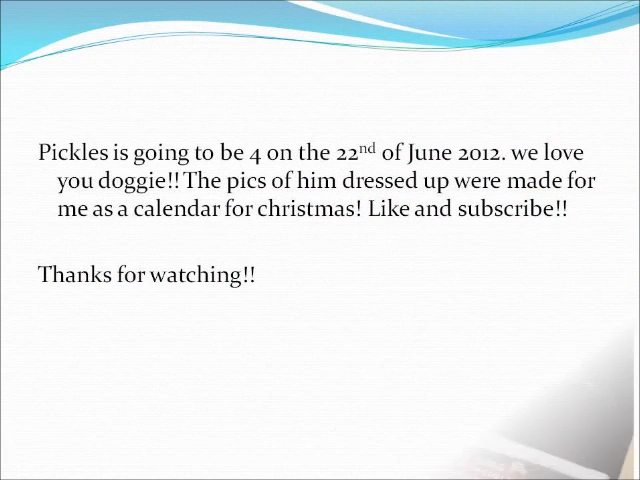 Pickles is going to be 4 on the 22nd of June 2012. we love
you doggie!! The pics of him dressed up were made for
me as a calendar for christmas! Like and subscribe!!
Thanks for watching!!